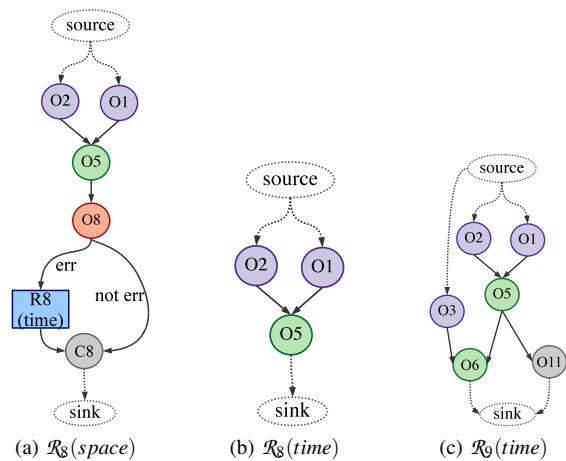 source
O2
O1
O5
O8
err
not err
R8
(time)
C8
sink
(a) ℛ8(space)
source
O2
O1
O5
sink
(b) ℛ8(time)
source
O2
O1
O3
O5
O6
O11
sink
(c) ℛ9(time)